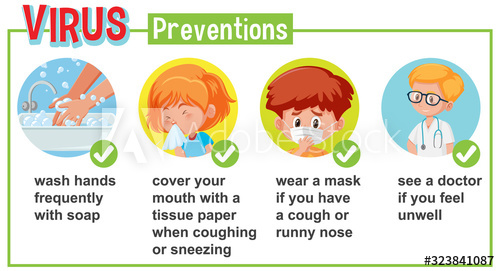 VIRUS Preventions
wash hands
frequently
with soap
cover your
mouth with a
tissue paper
when coughing
or sneezing
wear a mask
if you have
a cough or
runny nose
see a doctor
if you feel
unwell
Adobe Stock
#323841087